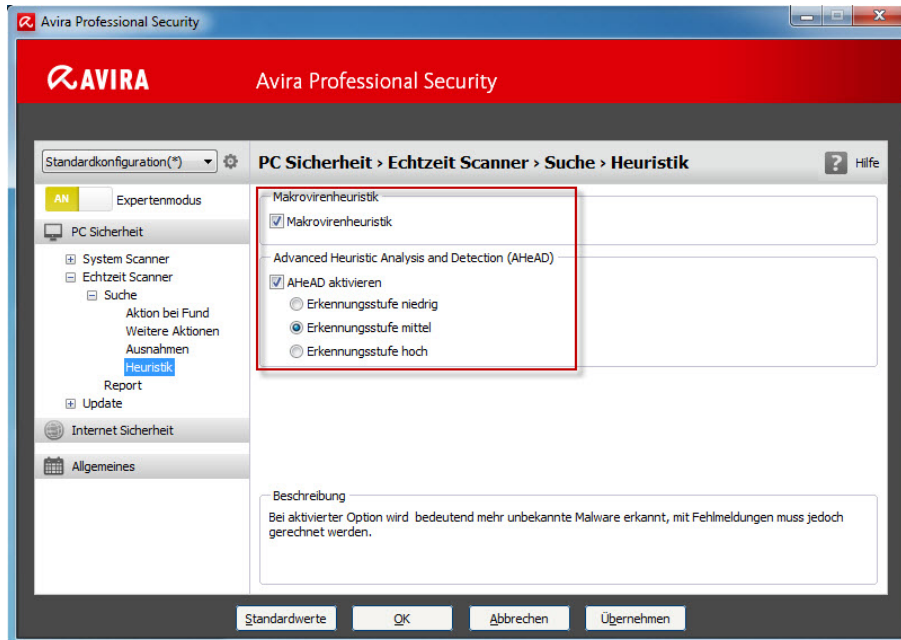 Avira Professional Security
AVIRA
Avira Professional Security
Standardkonfiguration(*)
PC Sicherheit › Echtzeit Scanner › Suche › Heuristik
? Hilfe
AN Expertenmodus
PC Sicherheit
System Scanner
Echtzeit Scanner
Suche
Aktion bei Fund
Weitere Aktionen
Ausnahmen
Heuristik
Report
Update
Internet Sicherheit
Allgemeines
Makrovirenheuristik
Makrovirenheuristik
Advanced Heuristic Analysis and Detection (AHeAD)
AHeAD aktivieren
Erkennungsstufe niedrig
Erkennungsstufe mittel
Erkennungsstufe hoch
Beschreibung
Bei aktivierter Option wird bedeutend mehr unbekannte Malware erkannt, mit Fehlmeldungen muss jedoch
gerechnet werden.
Standardwerte
OK
Abbrechen
Übernehmen